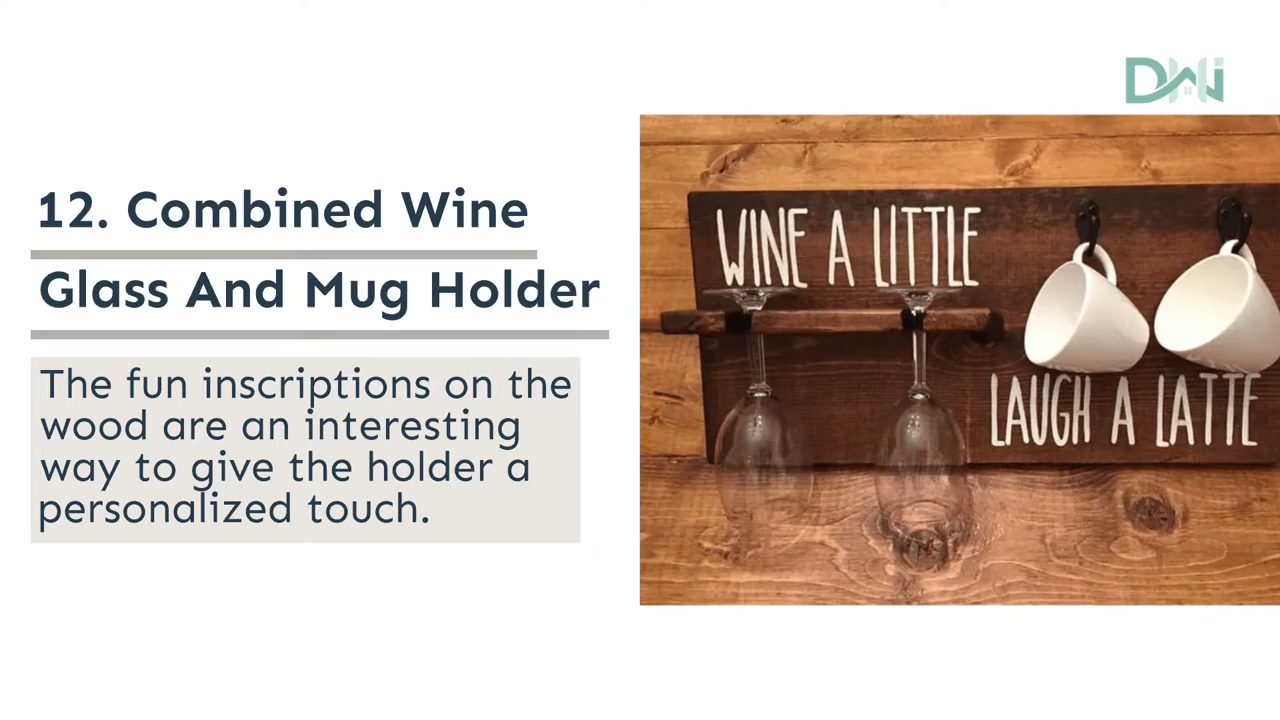 DHI
12. Combined Wine
Glass And Mug Holder
The fun inscriptions on the
wood are an interesting
way to give the holder a
personalized touch.
WINE A LITTLE
LAUGH A LATTE